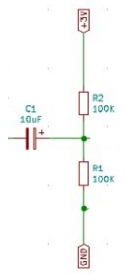 +3V
R2
100K
C1
10uF
+
R1
100K
GND